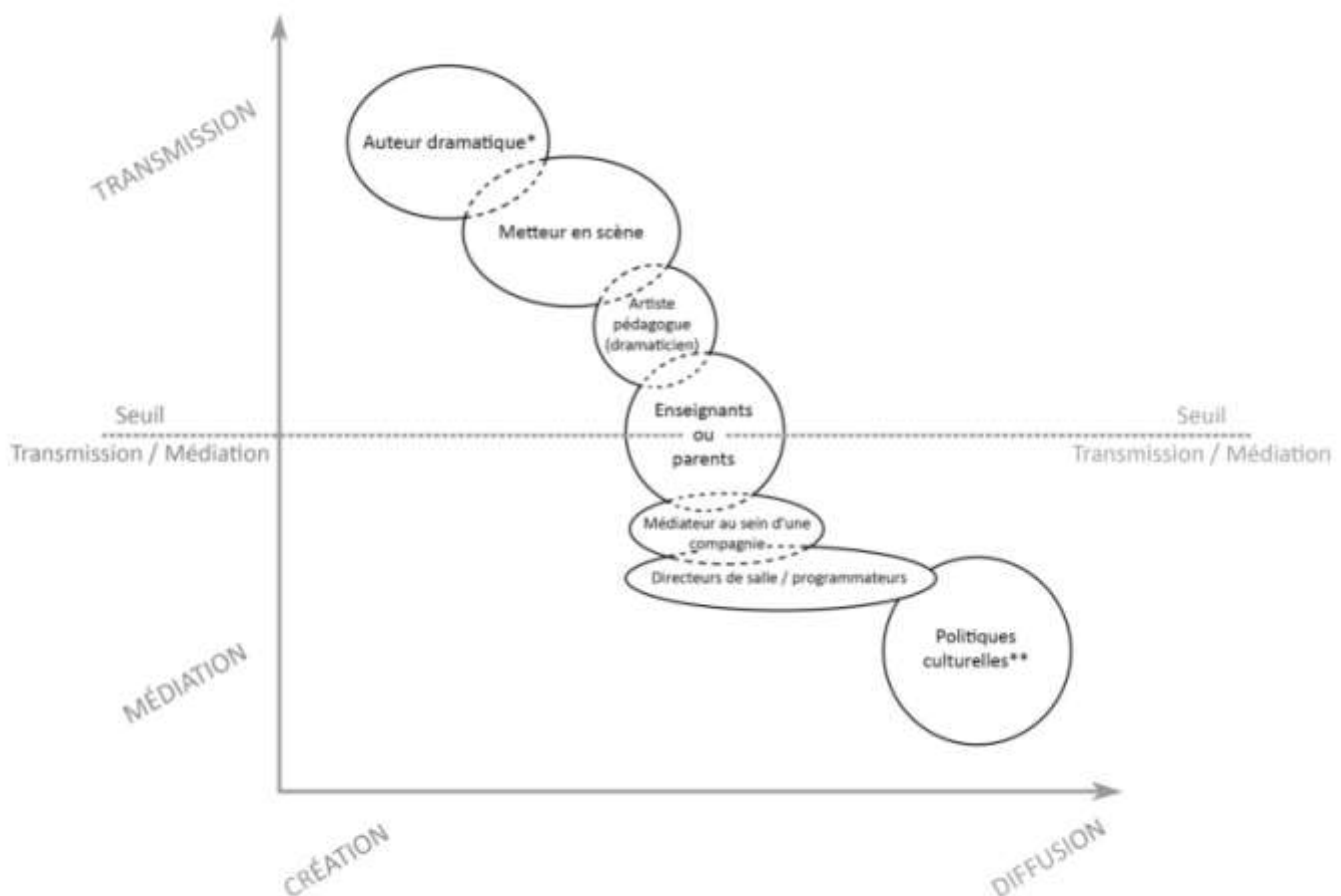 TRANSMISSION
Auteur dramatique*
Metteur en scène
Artiste
pédagogue
(dramaticien)
Seuil
Transmission / Médiation
Enseignants
ou
parents
Seuil
Transmission / Médiation
Médiateur au sein d'une
compagnie
Directeurs de salle / programmateurs
Politiques
culturelles**
MÉDIATION
CRÉATION
DIFFUSION